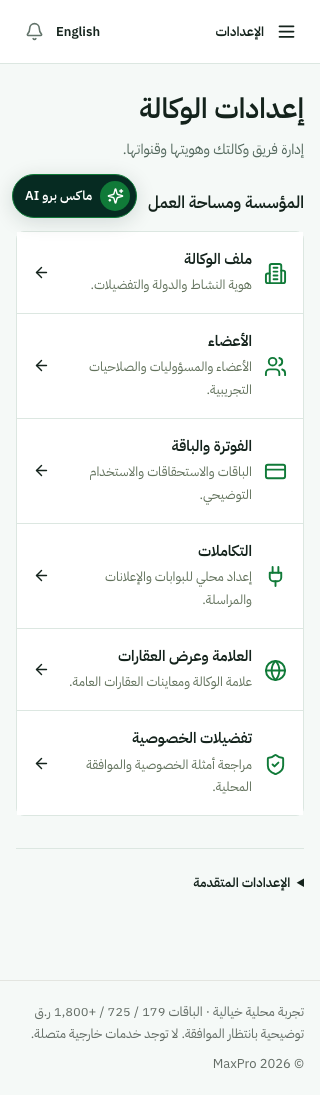 الإعدادات
English
إعدادات الوكالة
إدارة فريق وكالتك وهويتها وقنواتها.
المؤسسة ومساحة العمل
ماكس برو AI
ملف الوكالة
هوية النشاط والدولة والتفضيلات.
الأعضاء
الأعضاء والمسؤوليات والصلاحيات
التجريبية.
الفوترة والباقة
الباقات والاستحقاقات والاستخدام
التوضيحي.
التكاملات
إعداد محلي للبوابات والإعلانات
والمراسلة.
العلامة وعرض العقارات
علامة الوكالة ومعاينات العقارات العامة.
تفضيلات الخصوصية
مراجعة أمثلة الخصوصية والموافقة
المحلية.
الإعدادات المتقدمة
تجربة محلية خيالية · الباقات 179 / 725 / +1,800 ر.ق
توضيحية بانتظار الموافقة. لا توجد خدمات خارجية متصلة.
© 2026 MaxPro